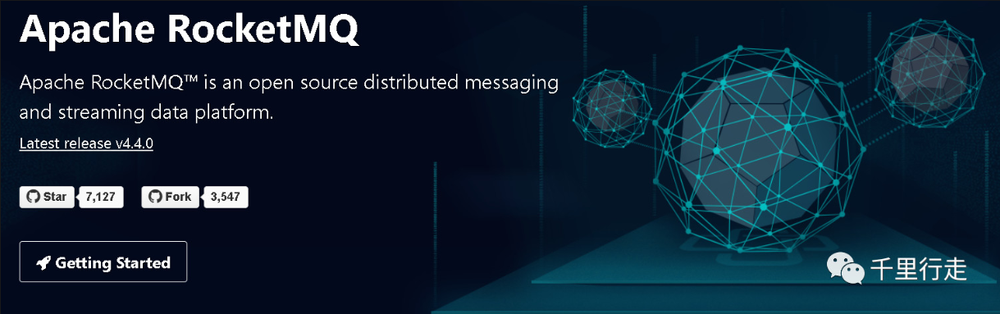 Apache RocketMQ
Apache RocketMQ™ is an open source distributed messaging
and streaming data platform.
Latest release v4.4.0
Star 7,127 Fork 3,547
Getting Started
千里行走